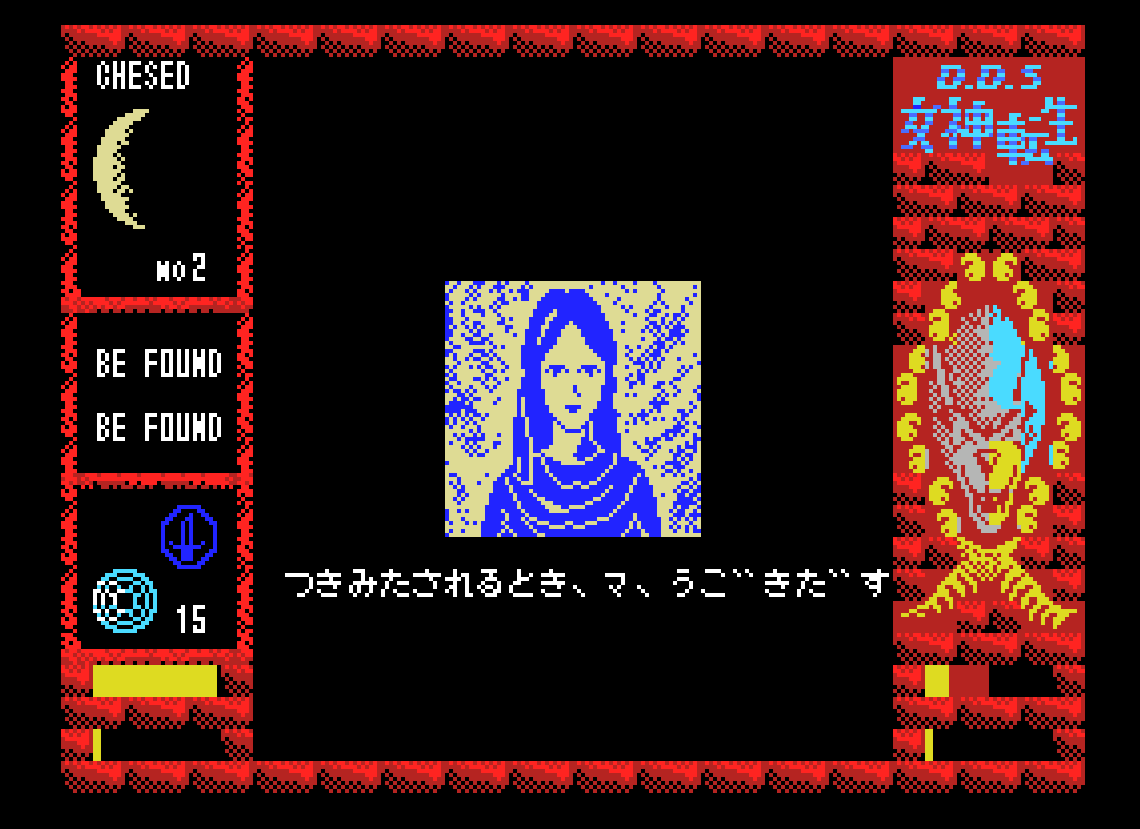 CHESED
No2
BE FOUND
BE FOUND
15
D.D.S
女神転生
つきみたされるとき、マ、うご゛きだ゛す